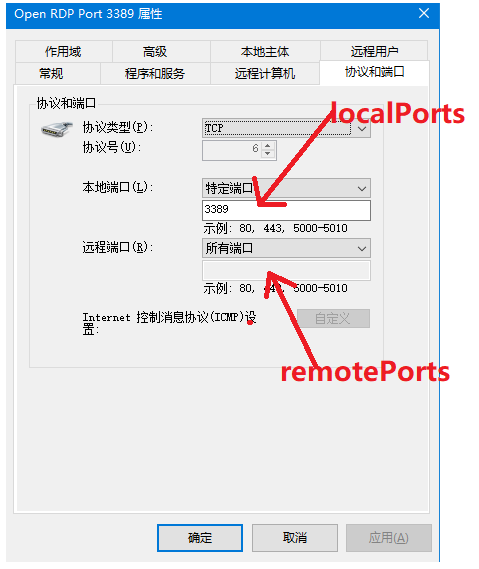 Open RDP Port 3389 属性
作用域 高级 本地主体 远程用户
常规 程序和服务 远程计算机 协议和端口
协议和端口
协议类型(P): TCP
localPorts
协议号(U): 6
本地端口(L): 特定端口
3389
示例: 80, 443, 5000-5010
远程端口(R): 所有端口
示例: 80, 443, 5000-5010
Internet 控制消息协议(ICMP)设
置:
自定义
remotePorts
确定 取消 应用(A)